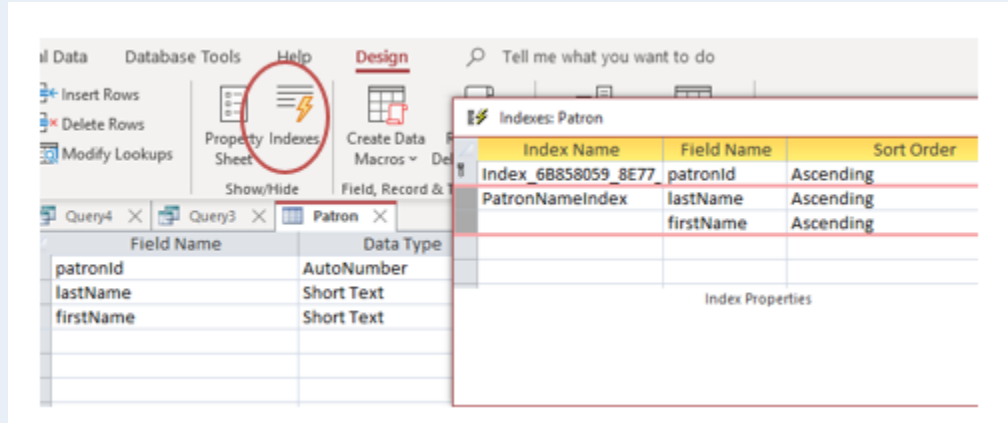 Data Database Tools Help Design Tell me what you want to do
Insert Rows
Delete Rows
Modify Lookups
Property Sheet
Indexes
Create Data Macros
Show/Hide
Field, Record &
Query4 Query3 Patron
Field Name Data Type
patronId AutoNumber
lastName Short Text
firstName Short Text
Indexes: Patron
Index Name Field Name Sort Order
Index_6B858059_8E77_ patronId Ascending
PatronNameIndex lastName Ascending
firstName Ascending
Index Properties